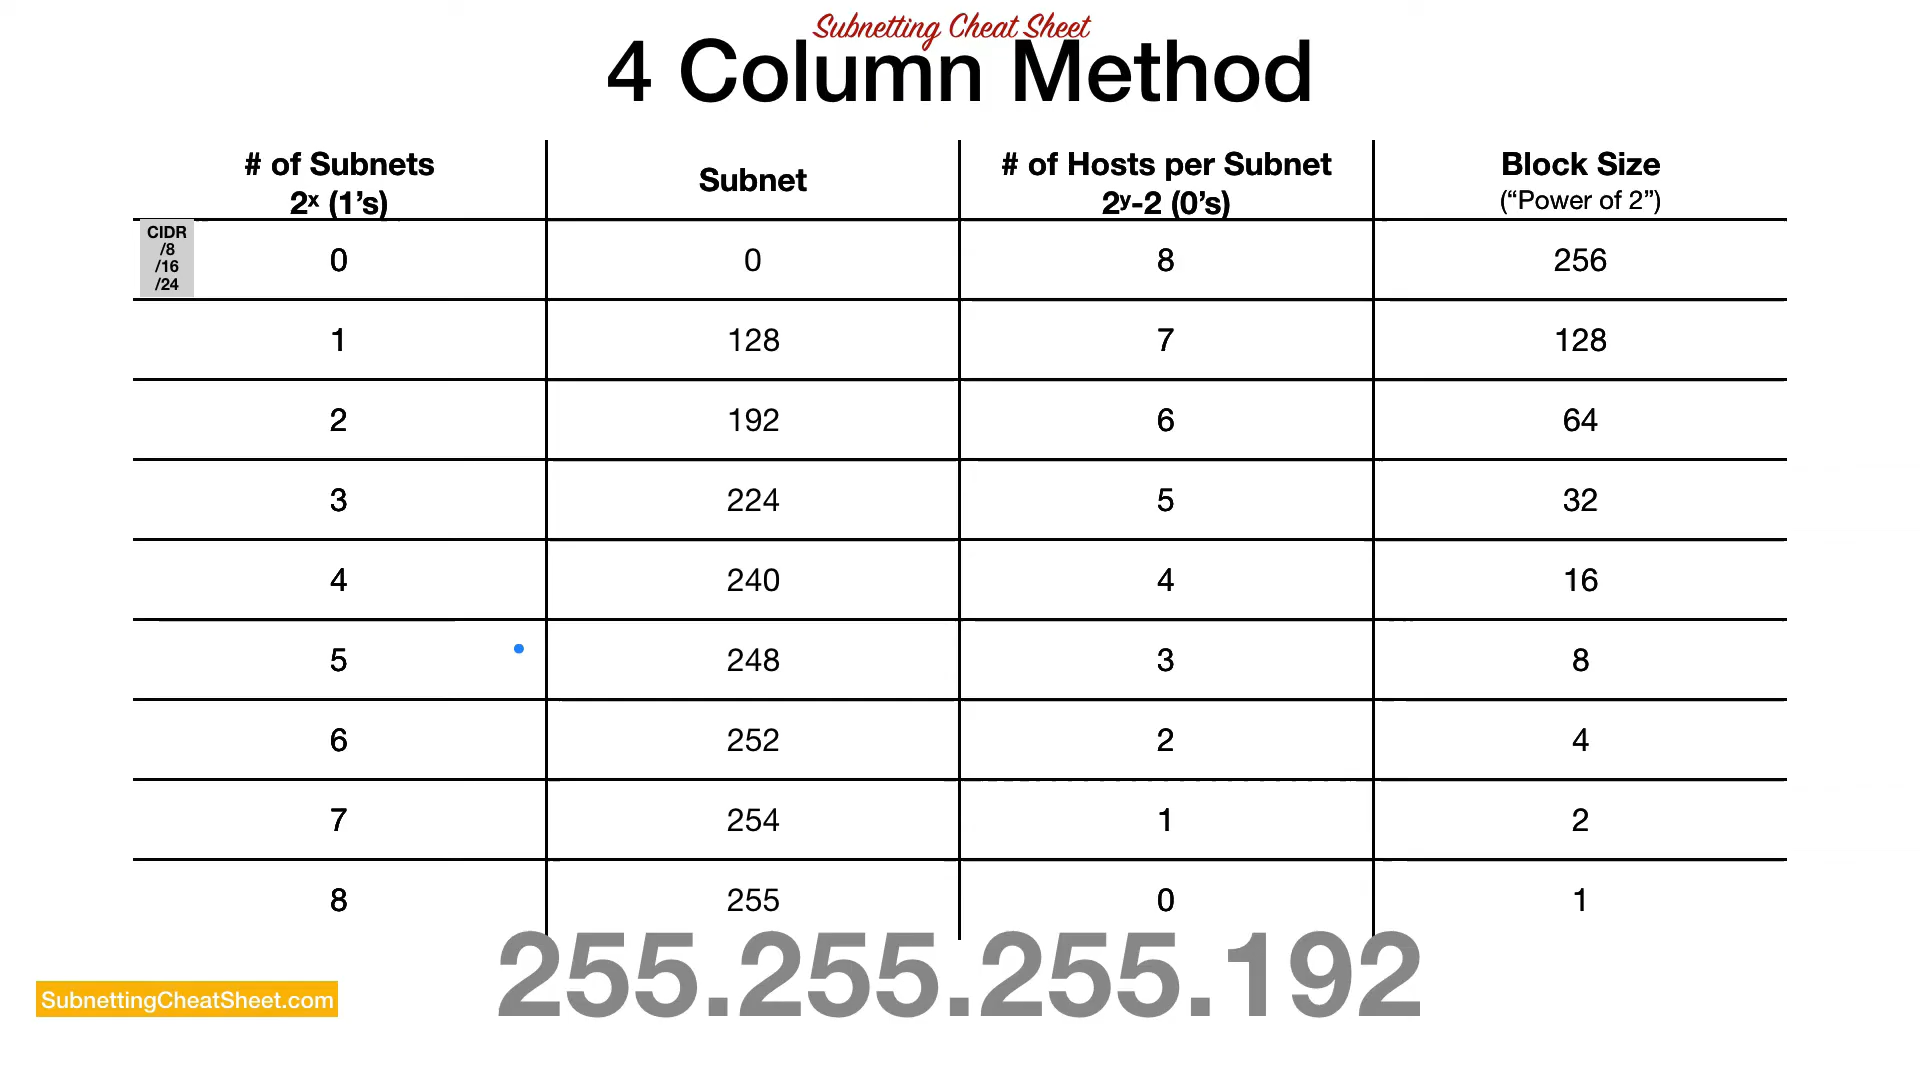 Subnetting Cheat Sheet
4 Column Method
# of Subnets
2ˣ (1’s)
Subnet
# of Hosts per Subnet
2ʸ-2 (0’s)
Block Size
(“Power of 2”)
CIDR
/8
/16
/24
0 0 8 256
1 128 7 128
2 192 6 64
3 224 5 32
4 240 4 16
5 248 3 8
6 252 2 4
7 254 1 2
8 255 0 1
255.255.255.192
SubnettingCheatSheet.com